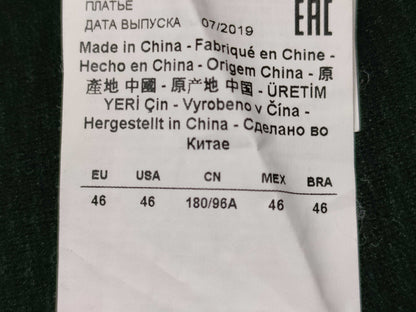 ПЛАТЬЕ
ДАТА ВЫПУСКА 07/2019
EAC
Made in China - Fabriqué en Chine -
Hecho en China - Origem China - 原
產地 中國 - 原产地 中国 - ÜRETİM
YERİ Çin - Vyrobeno v Čína -
Hergestellt in China - Сделано во
Китае
EU USA CN MEX BRA
46 46 180/96A 46 46